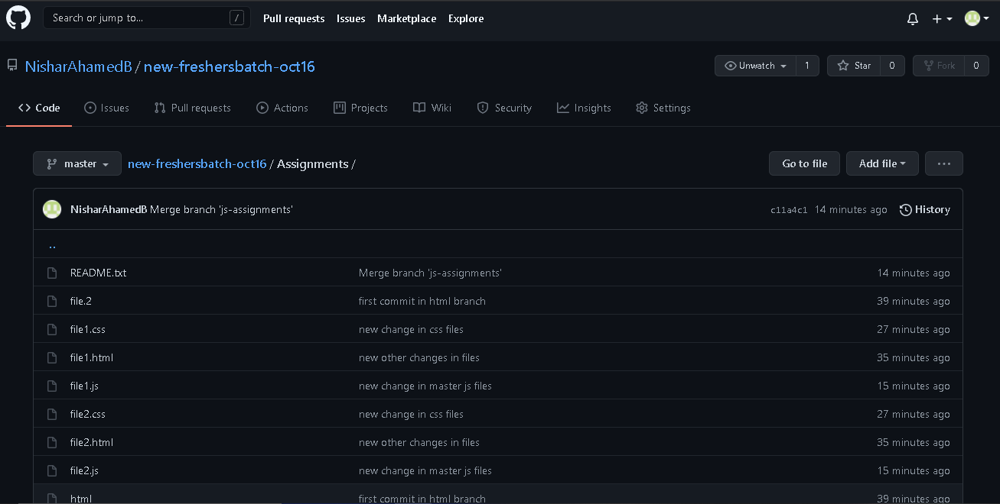 Search or jump to... / Pull requests Issues Marketplace Explore
NisharAhamedB / new-freshersbatch-oct16 Unwatch 1 Star 0 Fork 0
Code Issues Pull requests Actions Projects Wiki Security Insights Settings
master new-freshersbatch-oct16 / Assignments / Go to file Add file ...
NisharAhamedB Merge branch 'js-assignments' c11a4c1 14 minutes ago History
..
README.txt Merge branch 'js-assignments' 14 minutes ago
file.2 first commit in html branch 39 minutes ago
file1.css new change in css files 27 minutes ago
file1.html new other changes in files 35 minutes ago
file1.js new change in master js files 15 minutes ago
file2.css new change in css files 27 minutes ago
file2.html new other changes in files 35 minutes ago
file2.js new change in master js files 15 minutes ago
html first commit in html branch 39 minutes ago